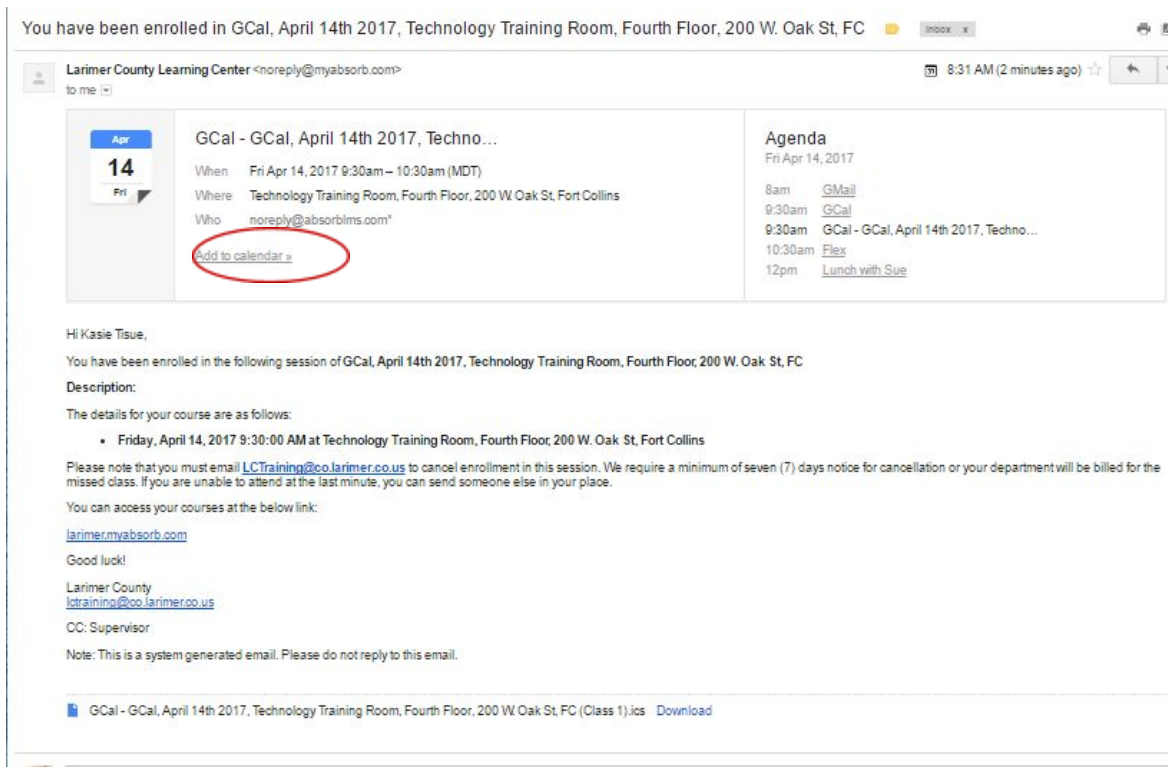 You have been enrolled in GCal, April 14th 2017, Technology Training Room, Fourth Floor, 200 W. Oak St, FC Inbox x
Larimer County Learning Center <noreply@myabsorb.com> 31 8:31 AM (2 minutes ago)
to me
Apr
14
Fri
GCal - GCal, April 14th 2017, Techno...
When Fri Apr 14, 2017 9:30am – 10:30am (MDT)
Where Technology Training Room, Fourth Floor, 200 W. Oak St, Fort Collins
Who noreply@absorblms.com*
Add to calendar »
Agenda
Fri Apr 14, 2017
8am GMail
9:30am GCal
9:30am GCal - GCal, April 14th 2017, Techno...
10:30am Flex
12pm Lunch with Sue
Hi Kasie Tisue,
You have been enrolled in the following session of GCal, April 14th 2017, Technology Training Room, Fourth Floor, 200 W. Oak St, FC
Description:
The details for your course are as follows:
• Friday, April 14, 2017 9:30:00 AM at Technology Training Room, Fourth Floor, 200 W. Oak St, Fort Collins
Please note that you must email LCTraining@co.larimer.co.us to cancel enrollment in this session. We require a minimum of seven (7) days notice for cancellation or your department will be billed for the
missed class. If you are unable to attend at the last minute, you can send someone else in your place.
You can access your courses at the below link:
larimer.myabsorb.com
Good luck!
Larimer County
lctraining@co.larimer.co.us
CC: Supervisor
Note: This is a system generated email. Please do not reply to this email.
GCal - GCal, April 14th 2017, Technology Training Room, Fourth Floor, 200 W. Oak St, FC (Class 1).ics Download